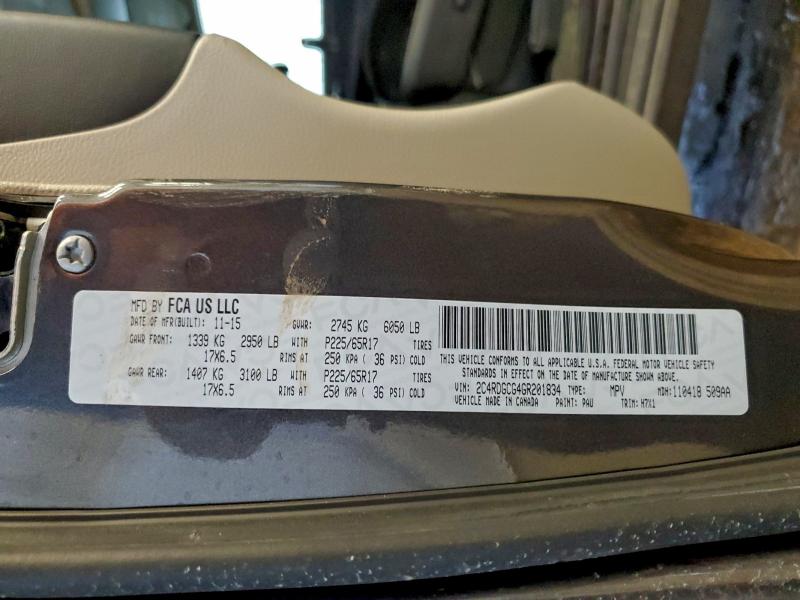 MFD BY FCA US LLC
DATE OF MFR(BUILT): 11-15 GVWR: 2745 KG 6050 LB
GAWR FRONT: 1339 KG 2950 LB WITH P225/65R17 TIRES
17X6.5 RIMS AT 250 KPA ( 36 PSI) COLD
GAWR REAR: 1407 KG 3100 LB WITH P225/65R17 TIRES
17X6.5 RIMS AT 250 KPA ( 36 PSI) COLD
THIS VEHICLE CONFORMS TO ALL APPLICABLE U.S.A. FEDERAL MOTOR VEHICLE SAFETY
STANDARDS IN EFFECT ON THE DATE OF MANUFACTURE SHOWN ABOVE.
VIN: 2C4RDGCG4GR201834 TYPE: MPV MDH:110418 509AA
VEHICLE MADE IN CANADA PAINT: PAU TRIM: H7X1